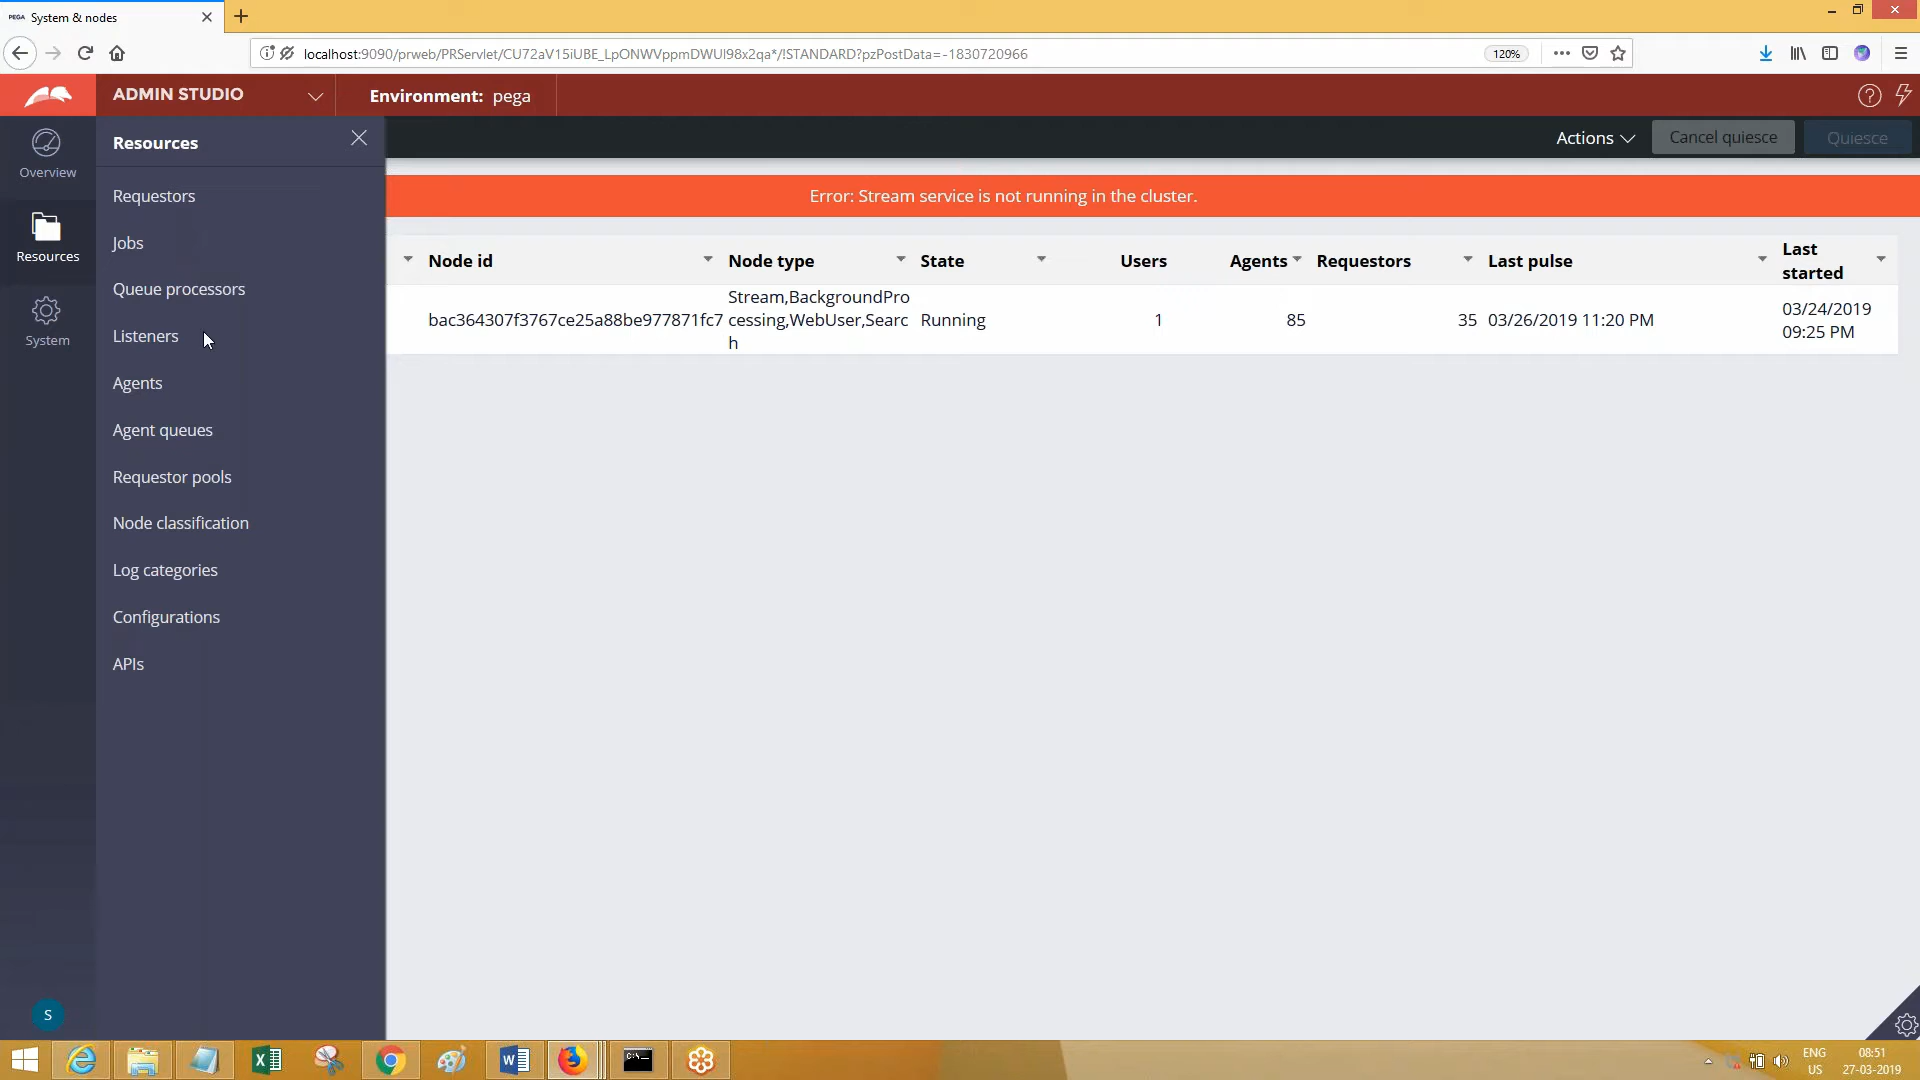 PEGA System & nodes
localhost:9090/prweb/PRServlet/CU72aV15iUBE_LpONWVppmDWUl98x2qa*/!STANDARD?pzPostData=-1830720966
120%
ADMIN STUDIO
Environment: pega
Resources
Actions
Cancel quiesce
Quiesce
Overview
Resources
System
Requestors
Jobs
Queue processors
Listeners
Agents
Agent queues
Requestor pools
Node classification
Log categories
Configurations
APIs
Error: Stream service is not running in the cluster.
Node id
Node type
State
Users
Agents
Requestors
Last pulse
Last
started
bac364307f3767ce25a88be977871fc7
Stream,BackgroundPro
cessing,WebUser,Searc
h
Running
1
85
35
03/26/2019 11:20 PM
03/24/2019
09:25 PM
S
C:\_
ENG
US
08:51
27-03-2019